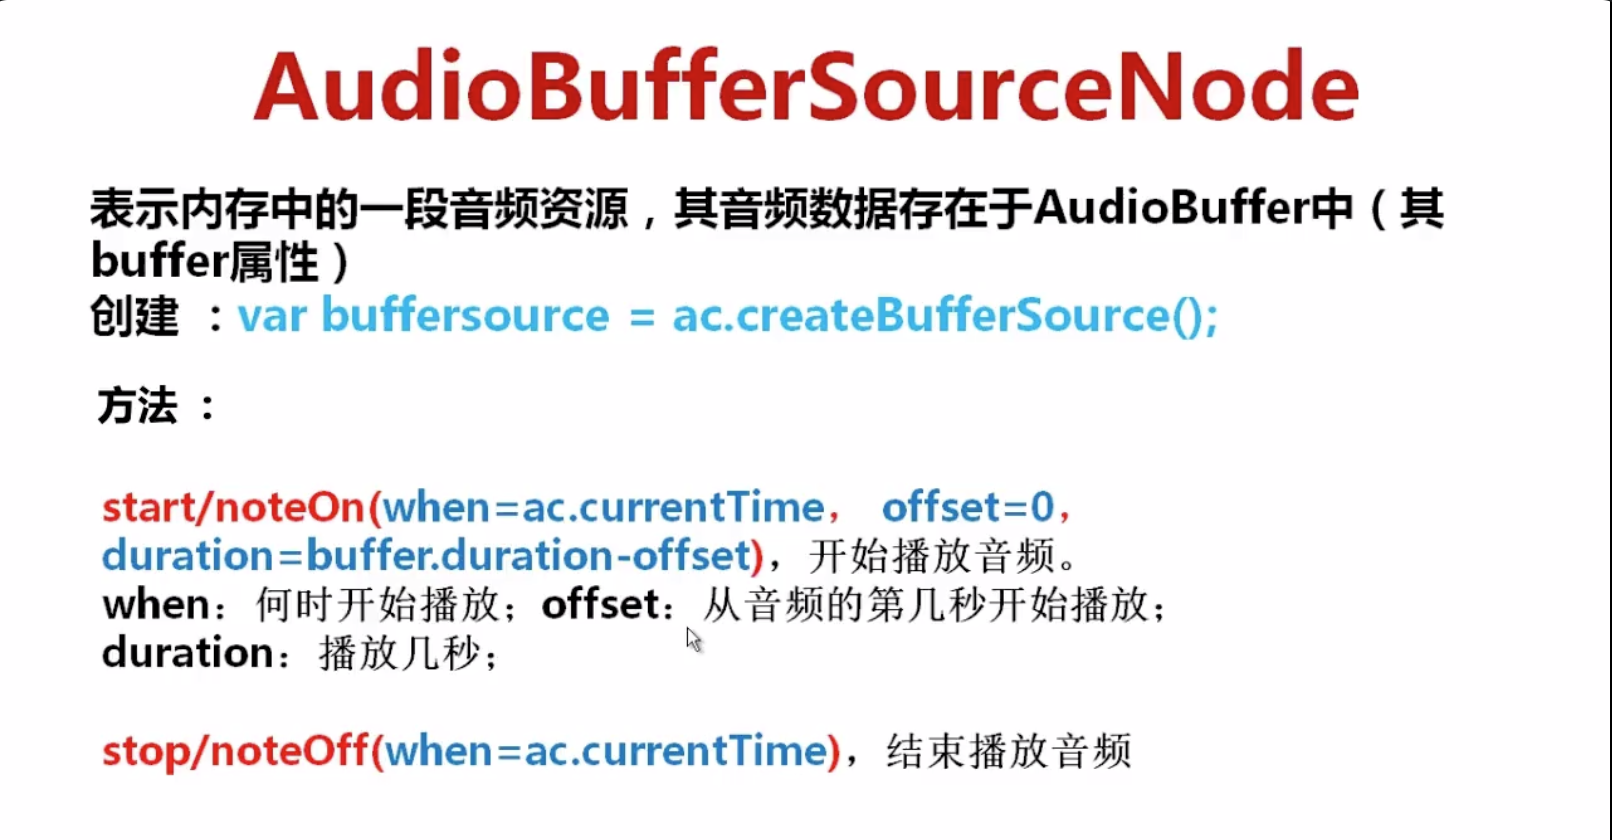 AudioBufferSourceNode
表示内存中的一段音频资源，其音频数据存在于AudioBuffer中（其
buffer属性）
创建 ：var buffersource = ac.createBufferSource();
方法 ：
start/noteOn(when=ac.currentTime， offset=0，
duration=buffer.duration-offset)，开始播放音频。
when：何时开始播放；offset：从音频的第几秒开始播放；
duration：播放几秒；
stop/noteOff(when=ac.currentTime)，结束播放音频